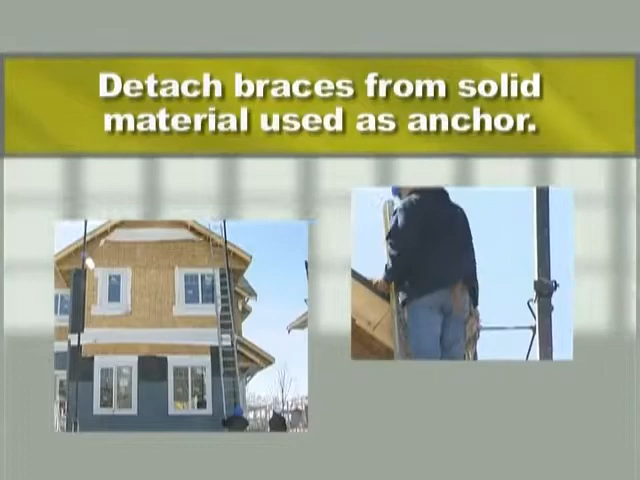 Detach braces from solid
material used as anchor.